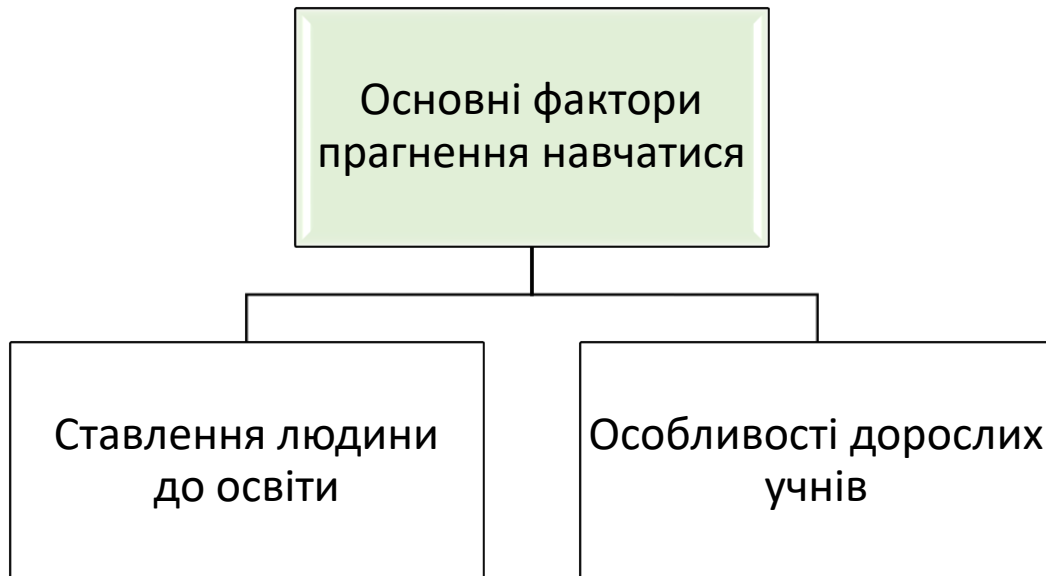 Основні фактори
прагнення навчатися
Ставлення людини
до освіти
Особливості дорослих
учнів